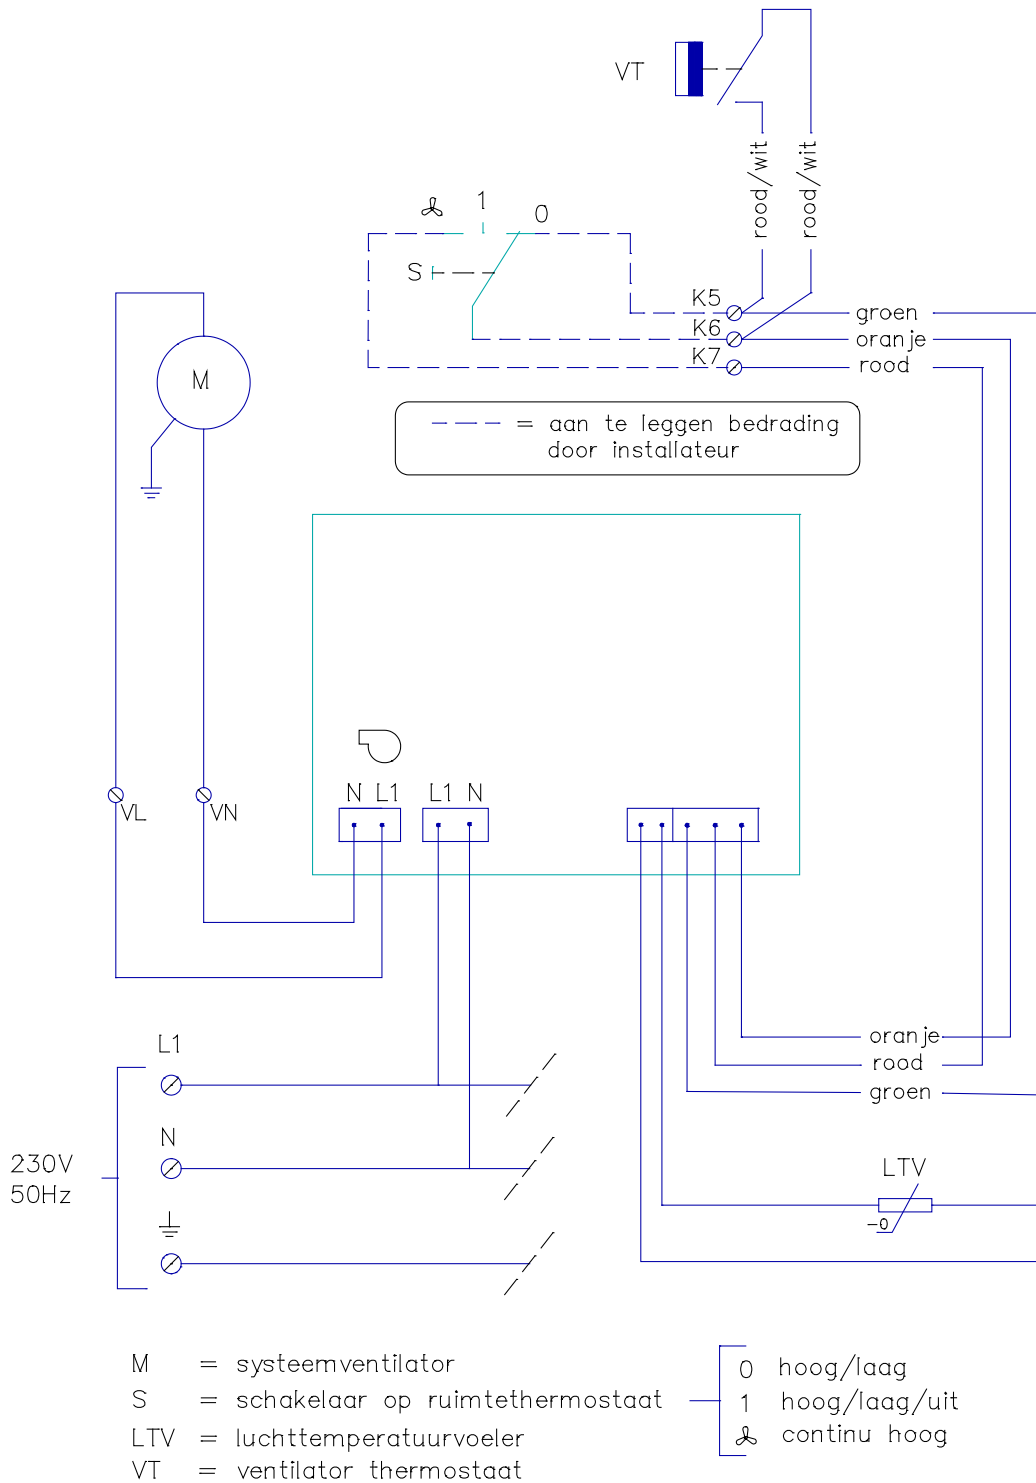 VT
rood/wit
rood/wit
1
0
S
K5
groen
K6
oranje
K7
rood
M
--- = aan te leggen bedrading
door installateur
N L1 L1 N
VL VN
L1
oranje
rood
groen
N
230V
50Hz
LTV
-0
M = systeemventilator
S = schakelaar op ruimtethermostaat
LTV = luchttemperatuurvoeler
VT = ventilator thermostaat
0 hoog/laag
1 hoog/laag/uit
continu hoog